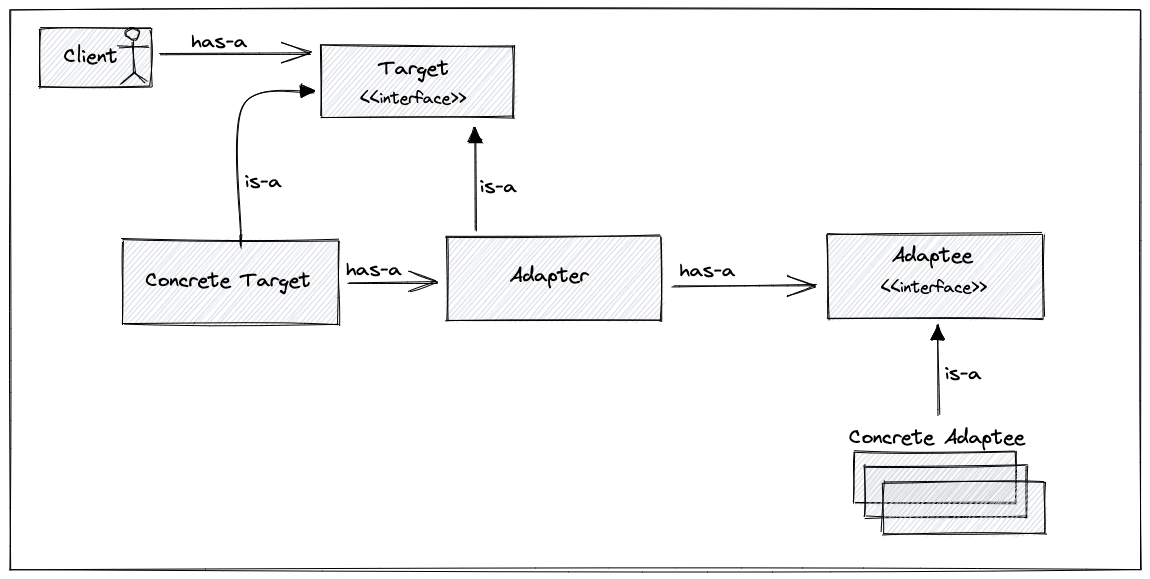 Client
has-a
Target
<<interface>>
is-a
is-a
Concrete Target
has-a
Adapter
has-a
Adaptee
<<interface>>
is-a
Concrete Adaptee